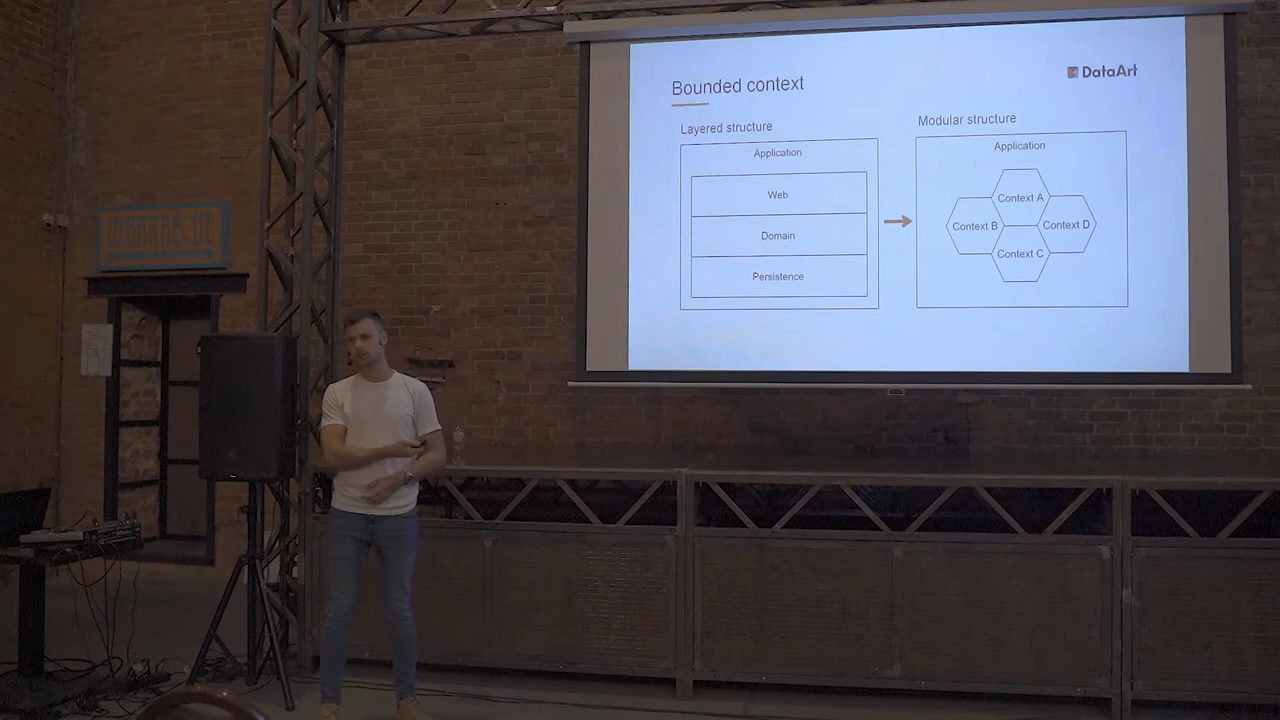 Bounded context
DataArt
Layered structure
Application
Web
Domain
Persistence
Modular structure
Application
Context A
Context B
Context D
Context C